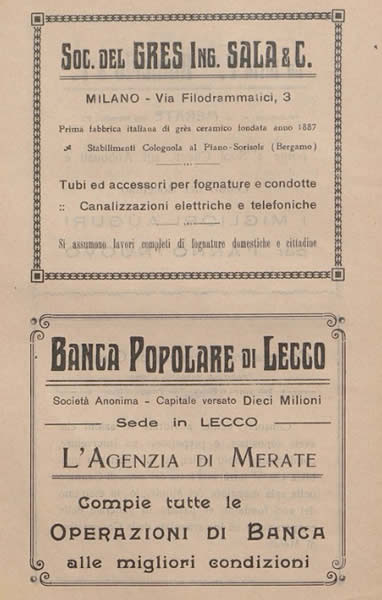 SOC. DEL GRES ING. SALA & C.
MILANO - Via Filodrammatici, 3
Prima fabbrica italiana di grès ceramico fondata anno 1887
Stabilimenti Colognola al Piano-Sorisole (Bergamo)
Tubi ed accessori per fognature e condotte
:: Canalizzazioni elettriche e telefoniche
Si assumono lavori completi di fognature domestiche e cittadine
BANCA POPOLARE DI LECCO
Società Anonima - Capitale versato Dieci Milioni
Sede in LECCO
L'AGENZIA DI MERATE
Compie tutte le
OPERAZIONI DI BANCA
alle migliori condizioni